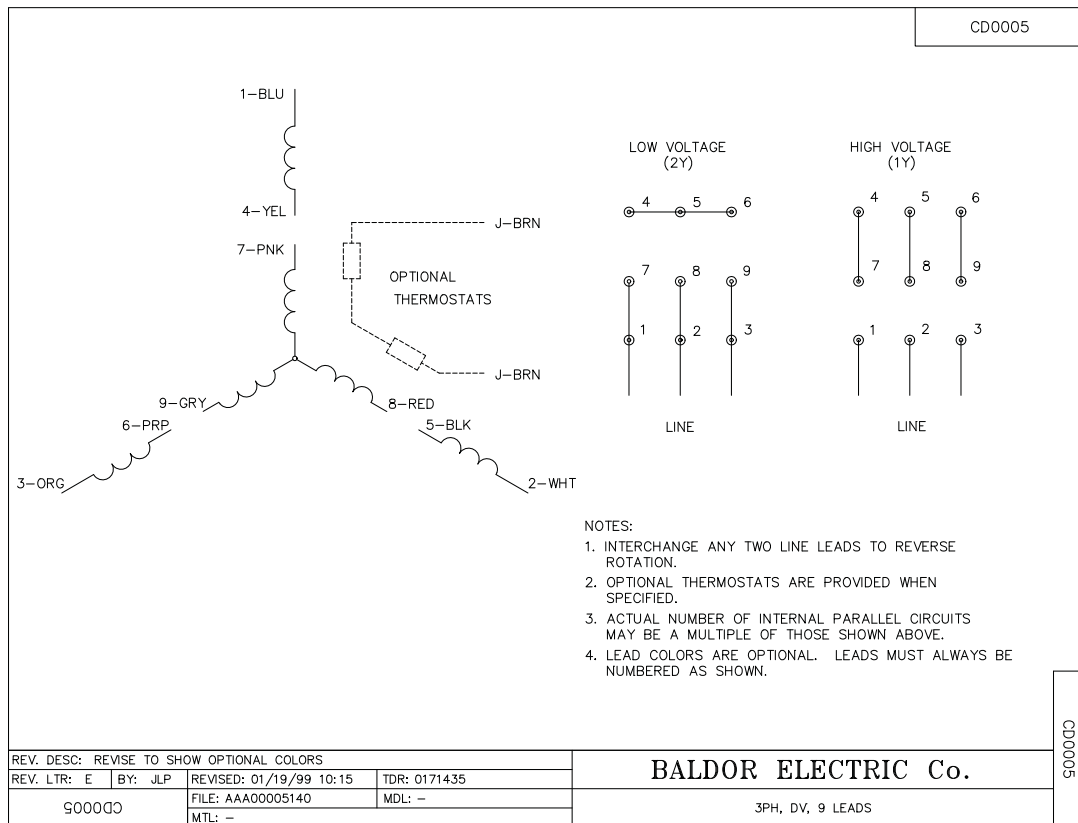 CD0005
1-BLU
4-YEL
7-PNK
J-BRN
OPTIONAL
THERMOSTATS
J-BRN
9-GRY
8-RED
6-PRP
5-BLK
3-ORG
2-WHT
LOW VOLTAGE
(2Y)
4 5 6
7 8 9
1 2 3
LINE
HIGH VOLTAGE
(1Y)
4 5 6
7 8 9
1 2 3
LINE
NOTES:
1. INTERCHANGE ANY TWO LINE LEADS TO REVERSE
ROTATION.
2. OPTIONAL THERMOSTATS ARE PROVIDED WHEN
SPECIFIED.
3. ACTUAL NUMBER OF INTERNAL PARALLEL CIRCUITS
MAY BE A MULTIPLE OF THOSE SHOWN ABOVE.
4. LEAD COLORS ARE OPTIONAL. LEADS MUST ALWAYS BE
NUMBERED AS SHOWN.
CD0005
REV. DESC: REVISE TO SHOW OPTIONAL COLORS
REV. LTR: E BY: JLP REVISED: 01/19/99 10:15 TDR: 0171435
CD0005
FILE: AAA00005140 MDL: -
MTL: -
BALDOR ELECTRIC Co.
3PH, DV, 9 LEADS